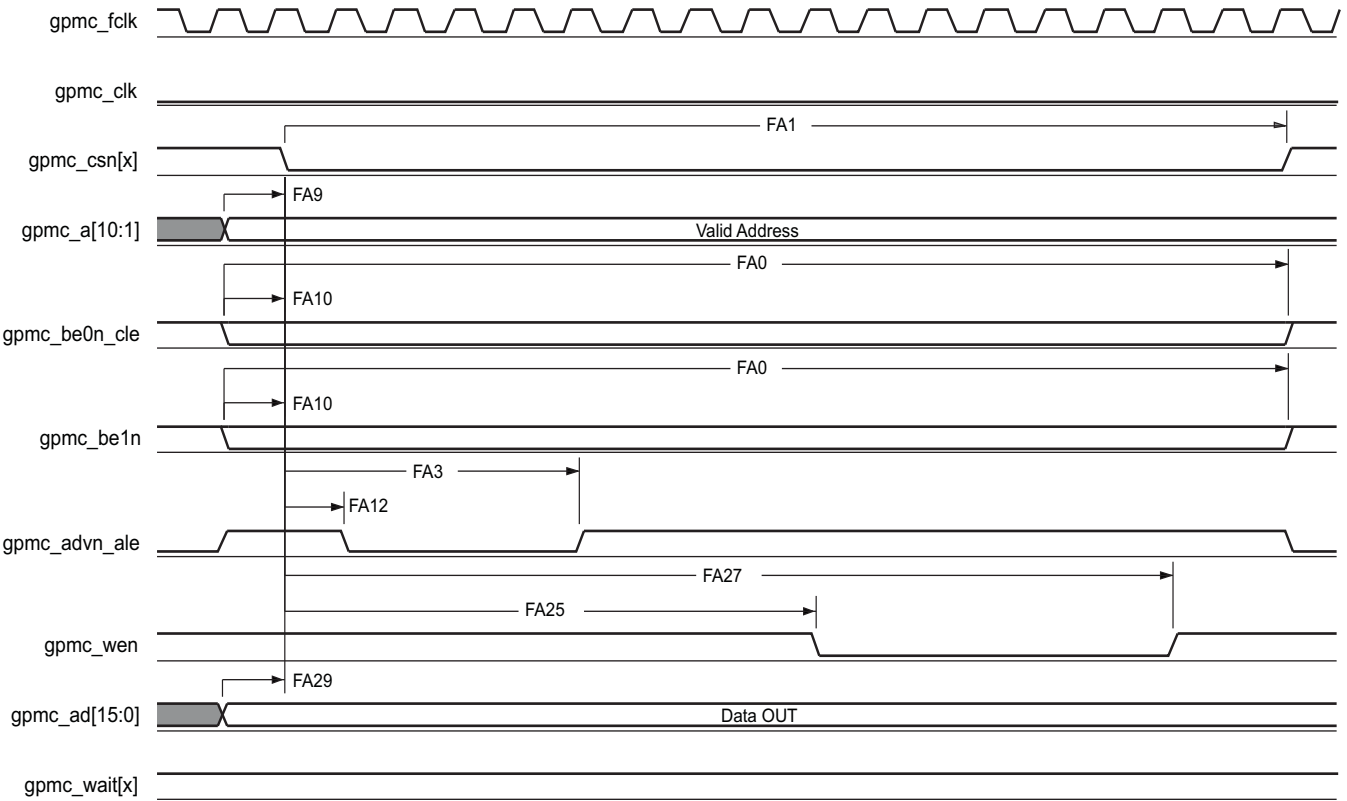 gpmc_fclk
gpmc_clk
FA1
gpmc_csn[x]
FA9
gpmc_a[10:1]
Valid Address
FA0
FA10
gpmc_be0n_cle
FA0
FA10
gpmc_be1n
FA3
FA12
gpmc_advn_ale
FA27
FA25
gpmc_wen
FA29
gpmc_ad[15:0]
Data OUT
gpmc_wait[x]